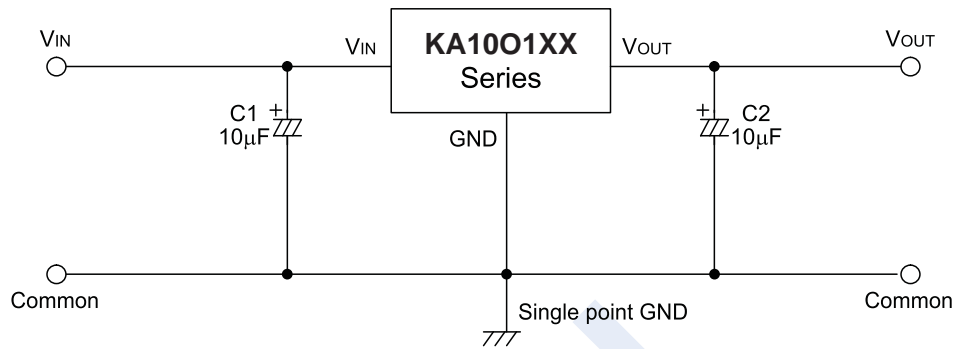 VIN
VIN
KA10O1XX
Series
VOUT
VOUT
C1 +
10μF
GND
+ C2
10μF
Common
Single point GND
Common